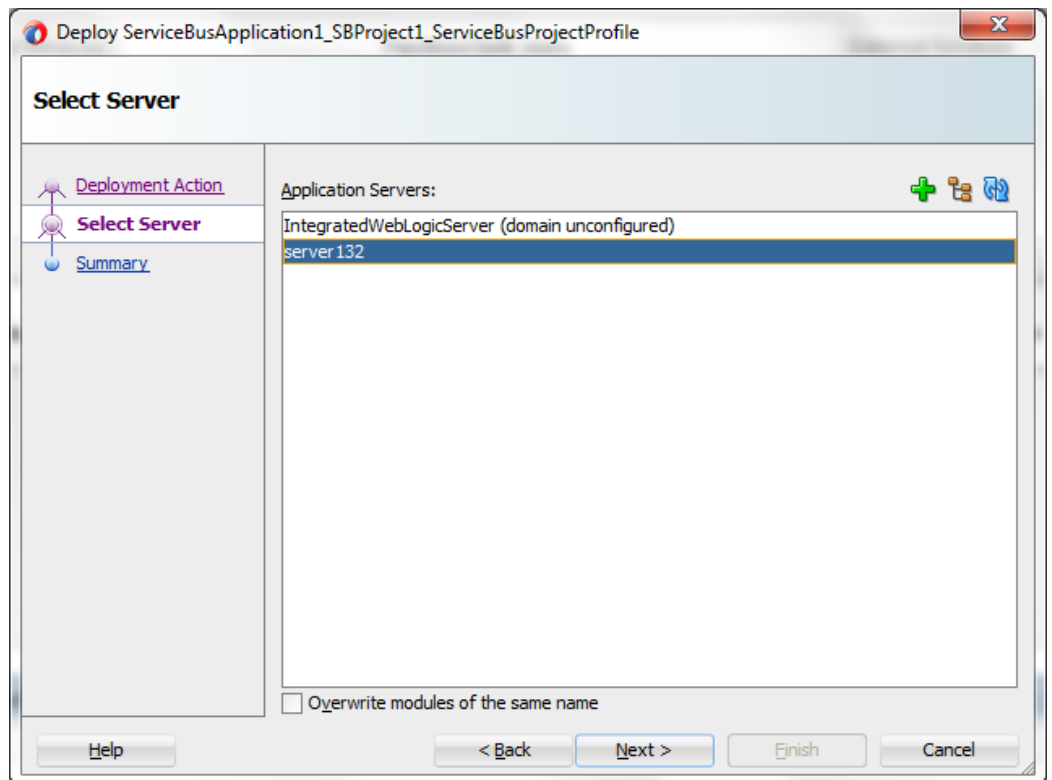 Deploy ServiceBusApplication1_SBProject1_ServiceBusProjectProfile
Select Server
Deployment Action
Select Server
Summary
Application Servers:
IntegratedWebLogicServer (domain unconfigured)
server132
Overwrite modules of the same name
Help
< Back
Next >
Finish
Cancel